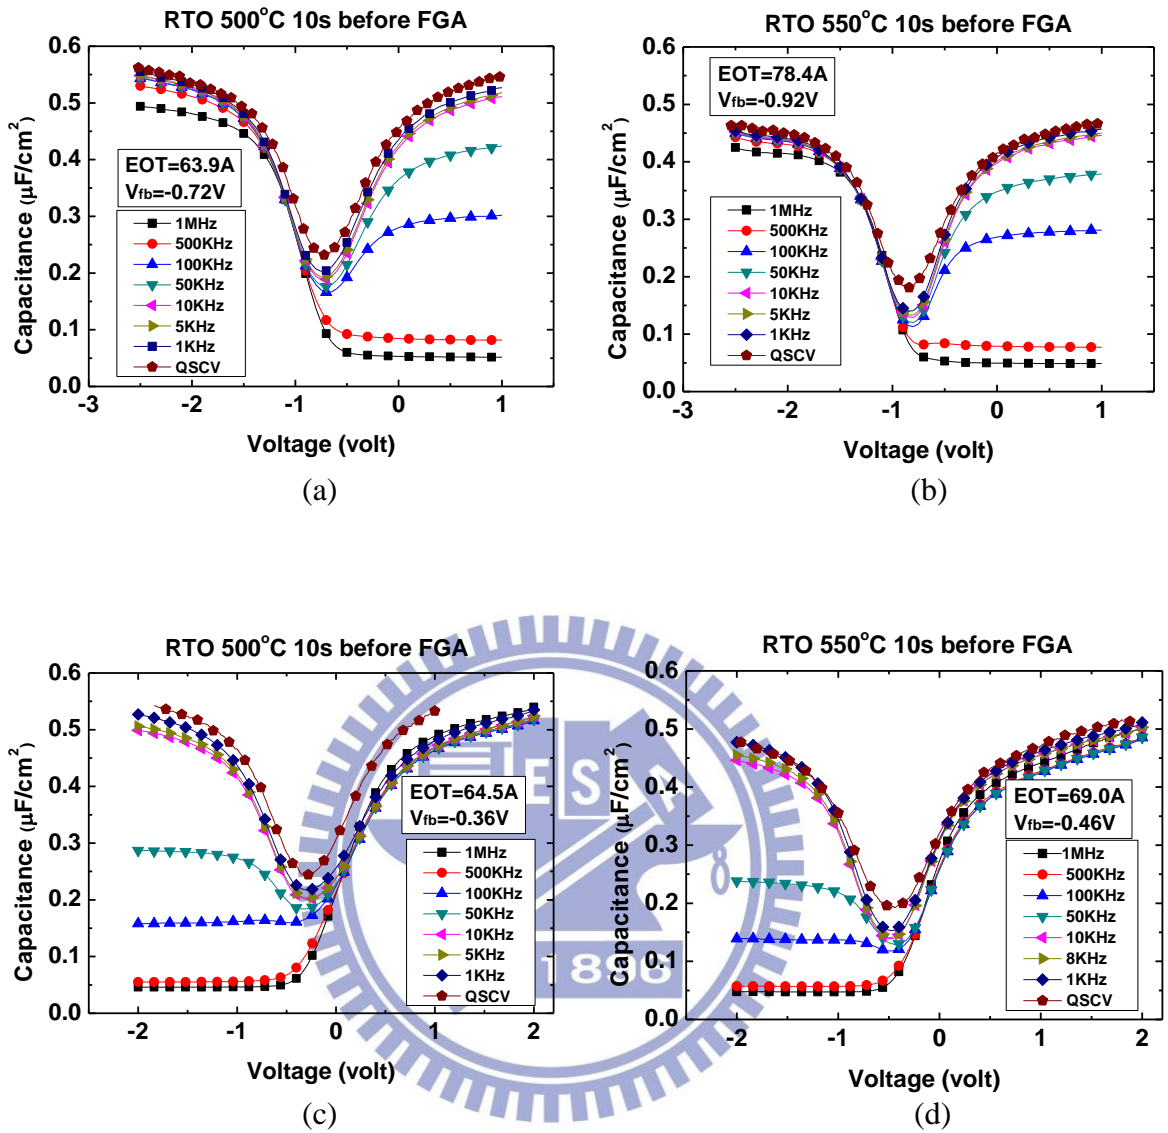 RTO 500°C 10s before FGA
0.6
0.5
0.4
0.3
0.2
0.1
0.0
Capacitance (μF/cm²)
EOT=63.9A
Vfb=-0.72V
1MHz
500KHz
100KHz
50KHz
10KHz
5KHz
1KHz
QSCV
-3 -2 -1 0 1
Voltage (volt)
(a)
RTO 550°C 10s before FGA
0.6
0.5
0.4
0.3
0.2
0.1
0.0
Capacitance (μF/cm²)
EOT=78.4A
Vfb=-0.92V
1MHz
500KHz
100KHz
50KHz
10KHz
5KHz
1KHz
QSCV
-3 -2 -1 0 1
Voltage (volt)
(b)
RTO 500°C 10s before FGA
0.6
0.5
0.4
0.3
0.2
0.1
0.0
Capacitance (μF/cm²)
EOT=64.5A
Vfb=-0.36V
1MHz
500KHz
100KHz
50KHz
10KHz
5KHz
1KHz
QSCV
-2 -1 0 1 2
Voltage (volt)
(c)
RTO 550°C 10s before FGA
0.6
0.5
0.4
0.3
0.2
0.1
0.0
Capacitance (μF/cm²)
EOT=69.0A
Vfb=-0.46V
1MHz
500KHz
100KHz
50KHz
10KHz
8KHz
1KHz
QSCV
-2 -1 0 1 2
Voltage (volt)
(d)
ES
1896